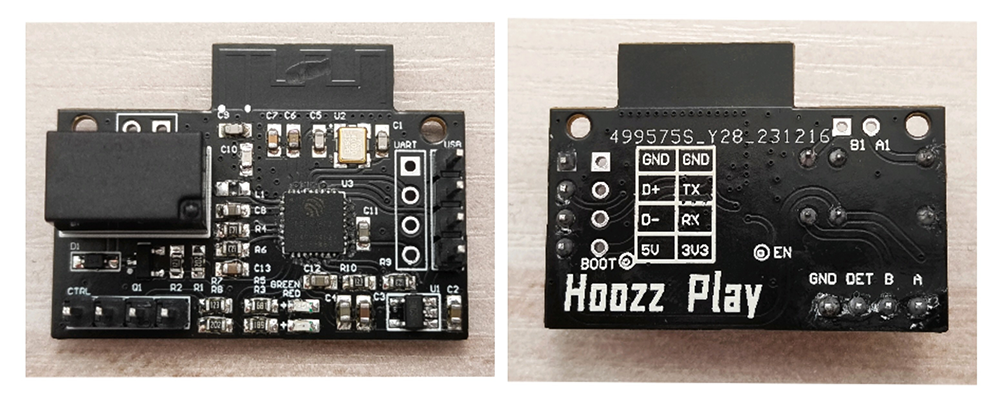 C9
C7 C6 C5 U2 C1
C10
UART USB
U3
L1
C8
C11
R4
D1
R6
C13
R9
C12 R10
CTRL Q1 R2 R1 R7 R5 GREEN
R8 R3 RED
C4 C3 U1 C2
499575S_Y28_231216
B1 A1
GND GND
D+ TX
D- RX
5V 3V3
BOOT
EN
Hoozz Play
GND DET B A